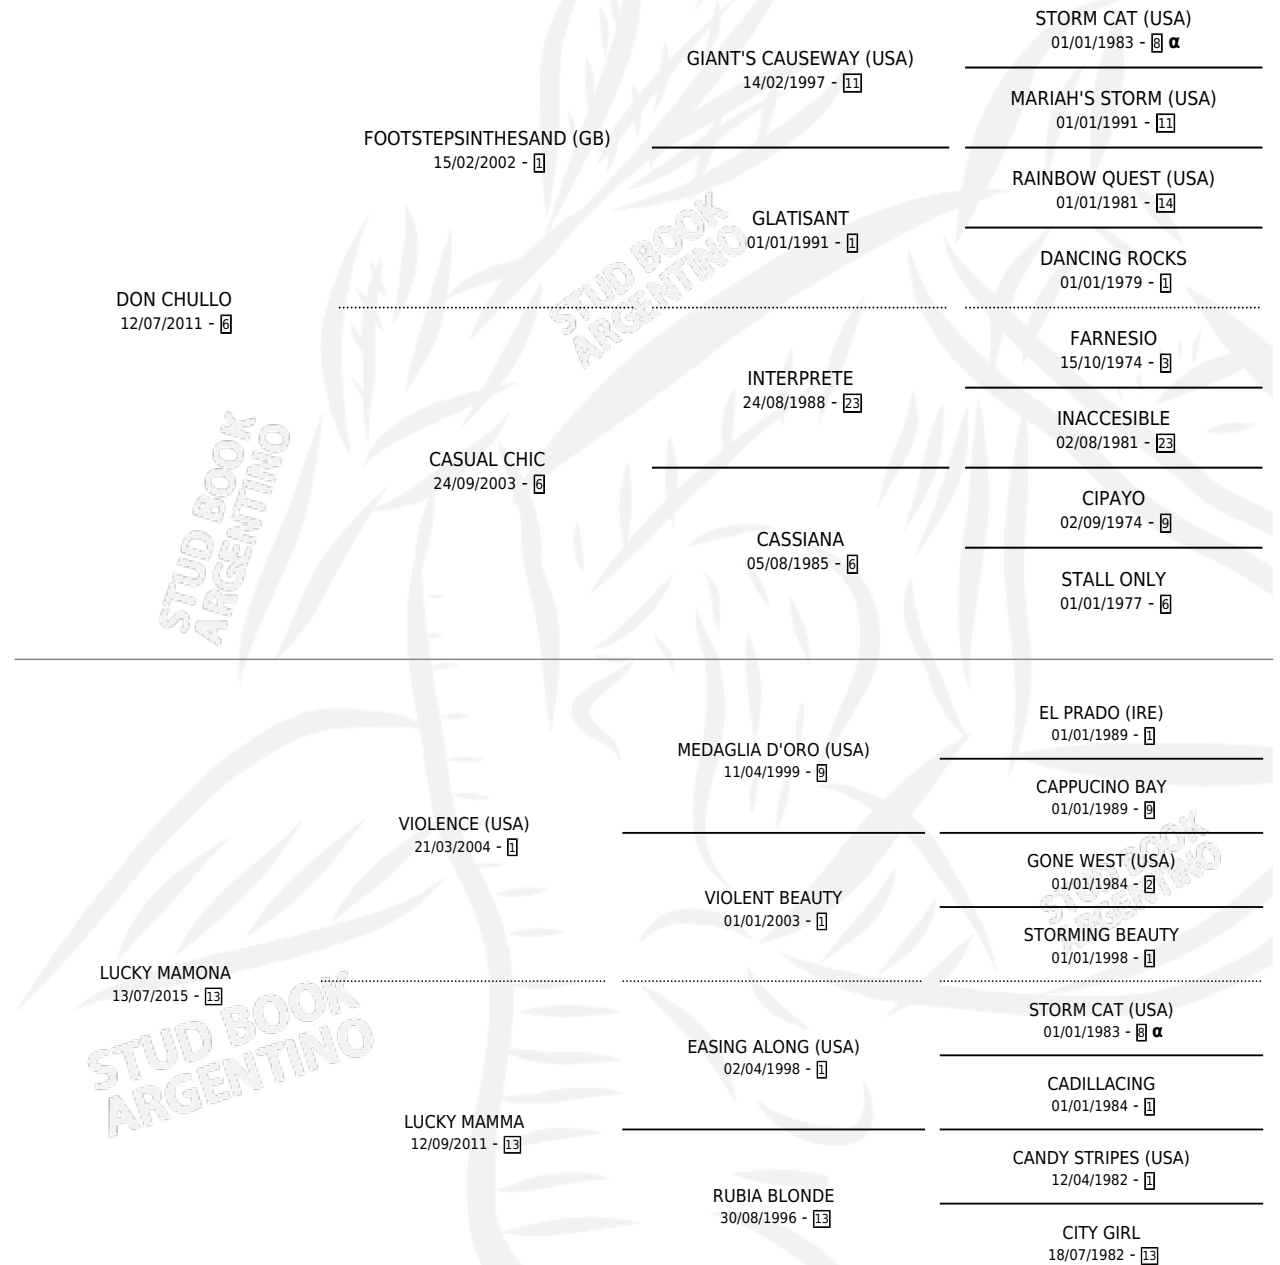 STORM CAT (USA)
01/01/1983 - 8 α
GIANT'S CAUSEWAY (USA)
14/02/1997 - 11
MARIAH'S STORM (USA)
01/01/1991 - 11
FOOTSTEPSINTHESAND (GB)
15/02/2002 - 1
RAINBOW QUEST (USA)
01/01/1981 - 14
GLATISANT
01/01/1991 - 1
DANCING ROCKS
01/01/1979 - 1
DON CHULLO
12/07/2011 - 6
FARNESIO
15/10/1974 - 3
INTERPRETE
24/08/1988 - 23
INACCESIBLE
02/08/1981 - 23
CASUAL CHIC
24/09/2003 - 6
CIPAYO
02/09/1974 - 9
CASSIANA
05/08/1985 - 6
STALL ONLY
01/01/1977 - 6
EL PRADO (IRE)
01/01/1989 - 1
MEDAGLIA D'ORO (USA)
11/04/1999 - 9
CAPPUCINO BAY
01/01/1989 - 9
VIOLENCE (USA)
21/03/2004 - 1
GONE WEST (USA)
01/01/1984 - 2
VIOLENT BEAUTY
01/01/2003 - 1
STORMING BEAUTY
01/01/1998 - 1
LUCKY MAMONA
13/07/2015 - 13
STORM CAT (USA)
01/01/1983 - 8 α
EASING ALONG (USA)
02/04/1998 - 1
CADILLACING
01/01/1984 - 1
LUCKY MAMMA
12/09/2011 - 13
CANDY STRIPES (USA)
12/04/1982 - 1
RUBIA BLONDE
30/08/1996 - 13
CITY GIRL
18/07/1982 - 13
STUD BOOK
ARGENTINO
STUD BOOK
ARGENTINO
STUD BOOK
ARGENTINO
STUD BOOK
ARGENTINO